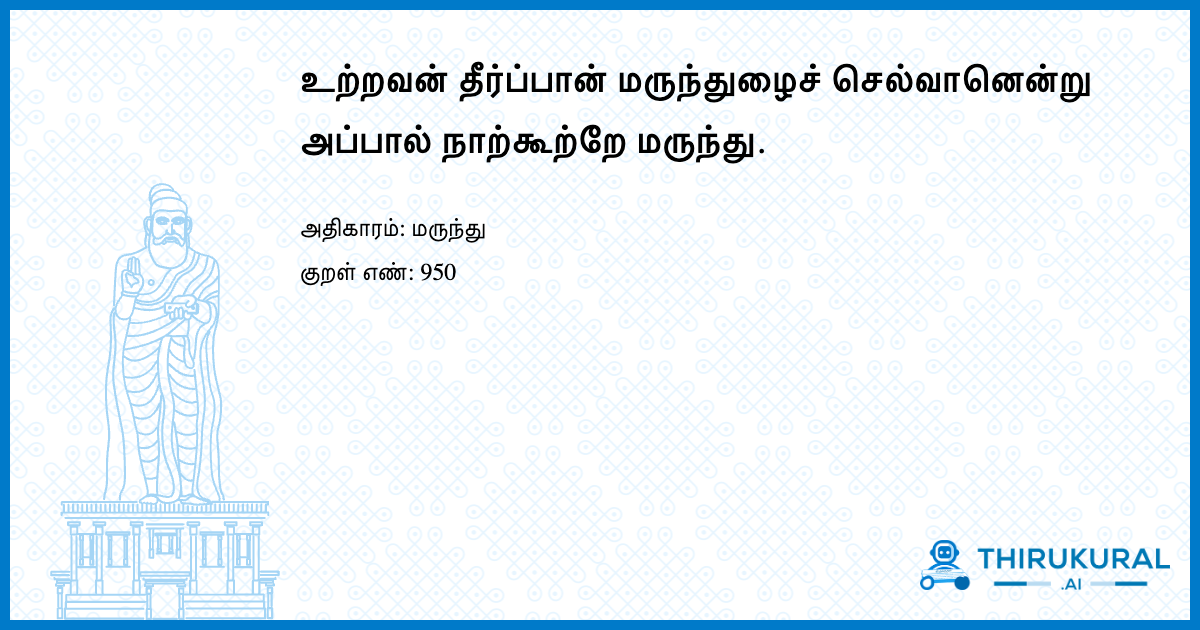 உற்றவன் தீர்ப்பான் மருந்துழைச் செல்வானென்று
அப்பால் நாற்கூற்றே மருந்து.
அதிகாரம்: மருந்து
குறள் எண்: 950
THIRUKURAL
.AI